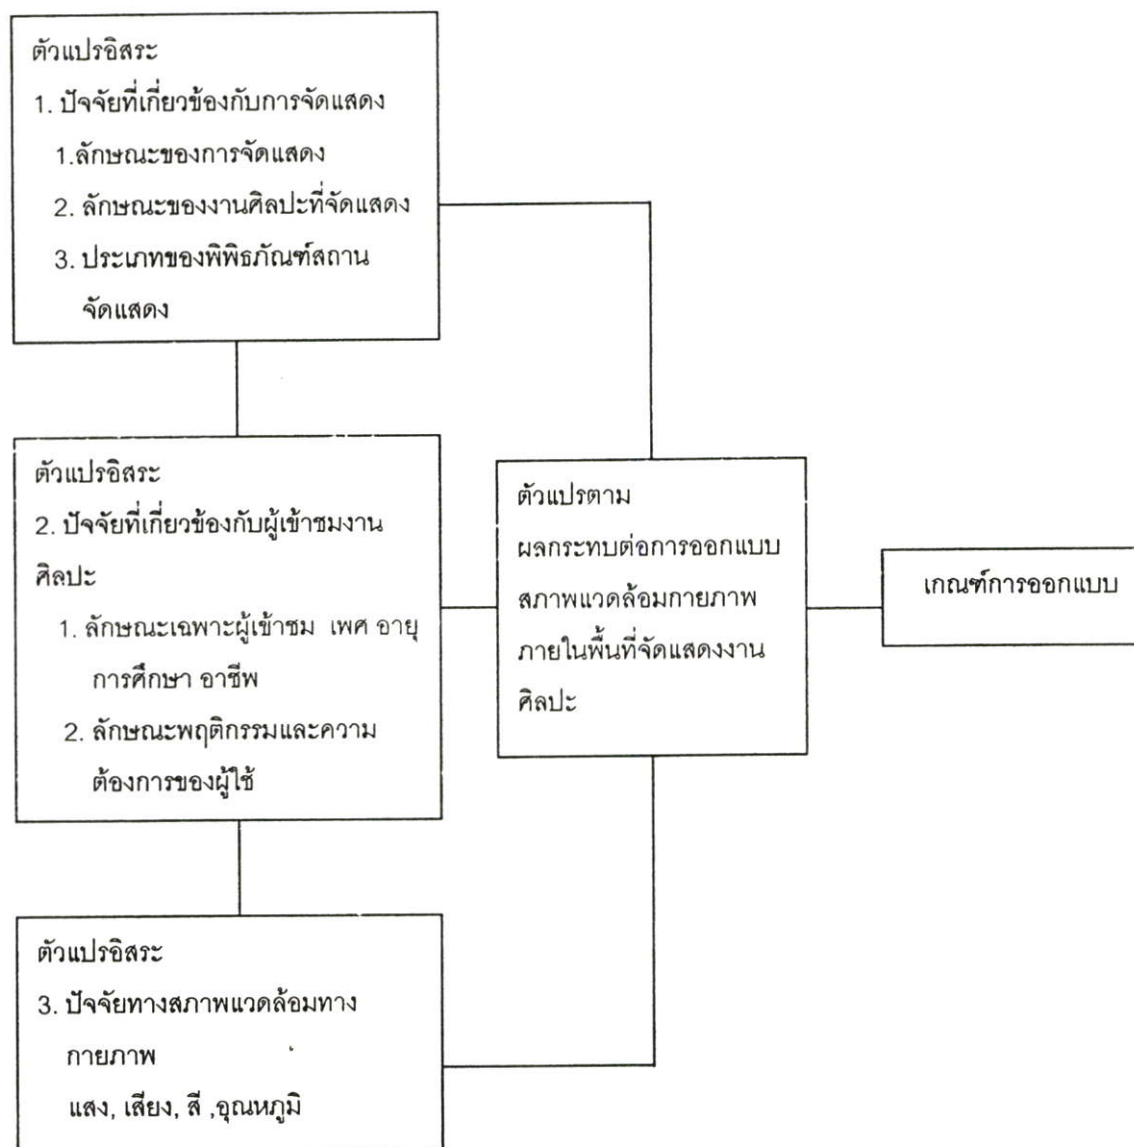 ตัวแปรอิสระ
1. ปัจจัยที่เกี่ยวข้องกับการจัดแสดง
1.ลักษณะของการจัดแสดง
2. ลักษณะของงานศิลปะที่จัดแสดง
3. ประเภทของพิพิธภัณฑ์สถาน
จัดแสดง
ตัวแปรอิสระ
2. ปัจจัยที่เกี่ยวข้องกับผู้เข้าชมงาน
ศิลปะ
1. ลักษณะเฉพาะผู้เข้าชม เพศ อายุ
การศึกษา อาชีพ
2. ลักษณะพฤติกรรมและความ
ต้องการของผู้ใช้
ตัวแปรอิสระ
3. ปัจจัยทางสภาพแวดล้อมทาง
กายภาพ
แสง, เสียง, สี ,อุณหภูมิ
ตัวแปรตาม
ผลกระทบต่อการออกแบบ
สภาพแวดล้อมกายภาพ
ภายในพื้นที่จัดแสดงงาน
ศิลปะ
เกณฑ์การออกแบบ